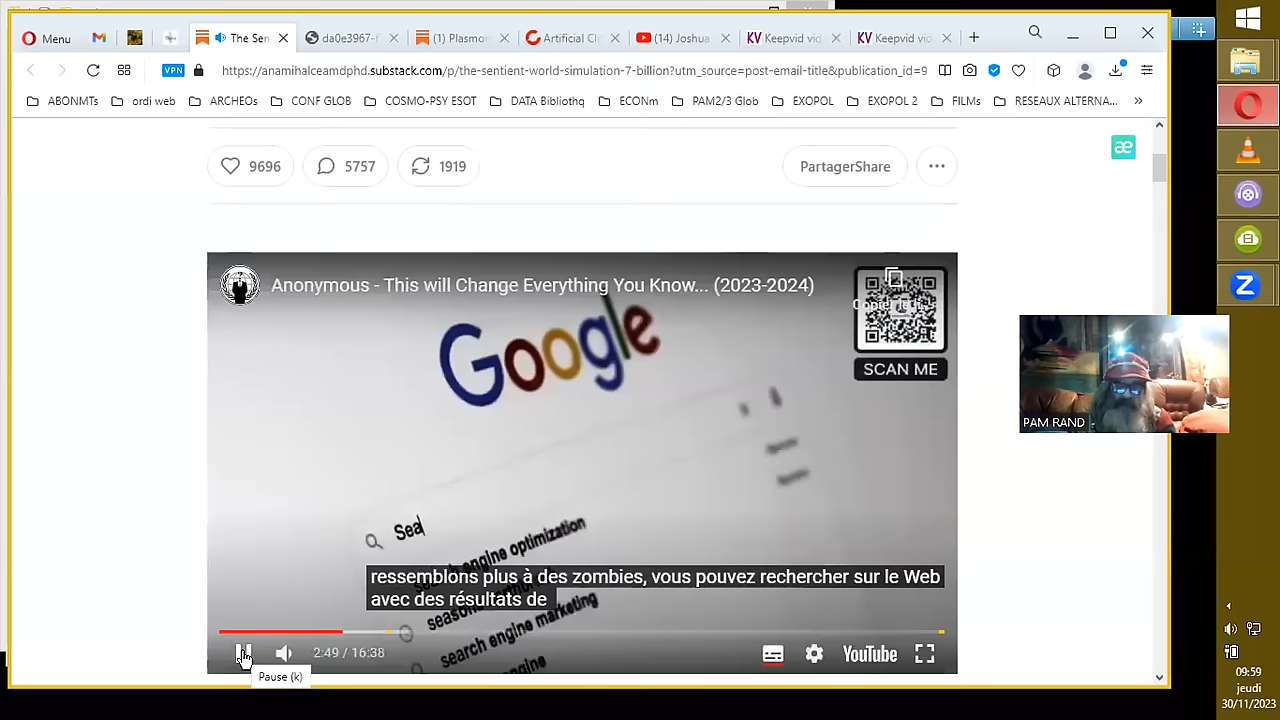 Menu
The Sen
da0e3967-f
(1) Plasmo
Artificial Cl
(14) Joshua
KV Keepvid vid
KV Keepvid vid
VPN
https://anamihalceamdphd.substack.com/p/the-sentient-world-simulation-7-billion?utm_source=post-email-title&publication_id=9
ABONMTs
ordi web
ARCHEOs
CONF GLOB
COSMO-PSY ESOT
DATA Bibliothq
ECONm
PAM2/3 Glob
EXOPOL
EXOPOL 2
FILMs
RESEAUX ALTERNA...
»
æ
9696
5757
1919
PartagerShare
Anonymous - This will Change Everything You Know... (2023-2024)
SCAN ME
Google
Sea
search engine optimization
search engine marketing
ressemblons plus à des zombies, vous pouvez rechercher sur le Web
avec des résultats de
2:49 / 16:38
YouTube
Pause (k)
PAM RAND
Z
09:59
jeudi
30/11/2023